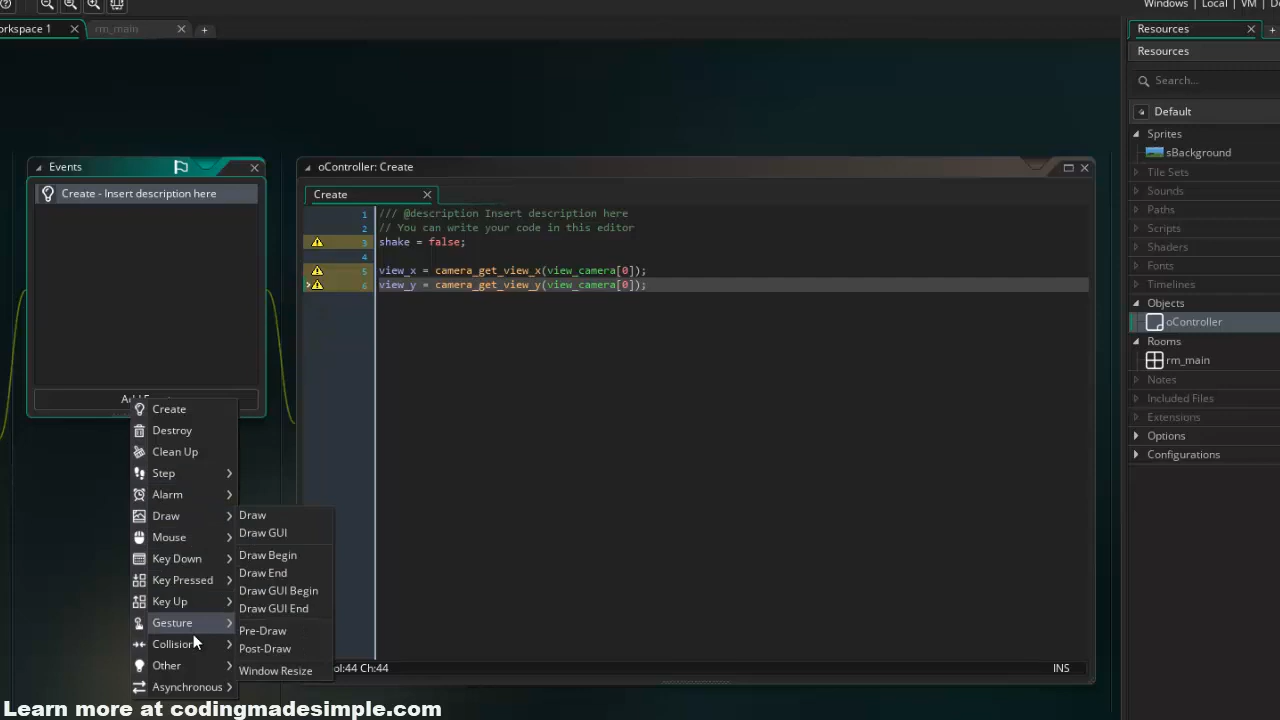 Windows | Local | VM |
orkspace 1
rm_main
Resources
Resources
Search...
Default
Sprites
sBackground
Tile Sets
Sounds
Paths
Scripts
Shaders
Fonts
Timelines
Objects
oController
Rooms
rm_main
Notes
Included Files
Extensions
Options
Configurations
Events
Create - Insert description here
oController: Create
Create
1 /// @description Insert description here
2 // You can write your code in this editor
3 shake = false;
4
5 view_x = camera_get_view_x(view_camera[0]);
6 view_y = camera_get_view_y(view_camera[0]);
Create
Destroy
Clean Up
Step
Alarm
Draw
Mouse
Key Down
Key Pressed
Key Up
Gesture
Collision
Other
Asynchronous
Draw
Draw GUI
Draw Begin
Draw End
Draw GUI Begin
Draw GUI End
Pre-Draw
Post-Draw
Window Resize
ol:44 Ch:44
INS
Learn more at codingmadesimple.com